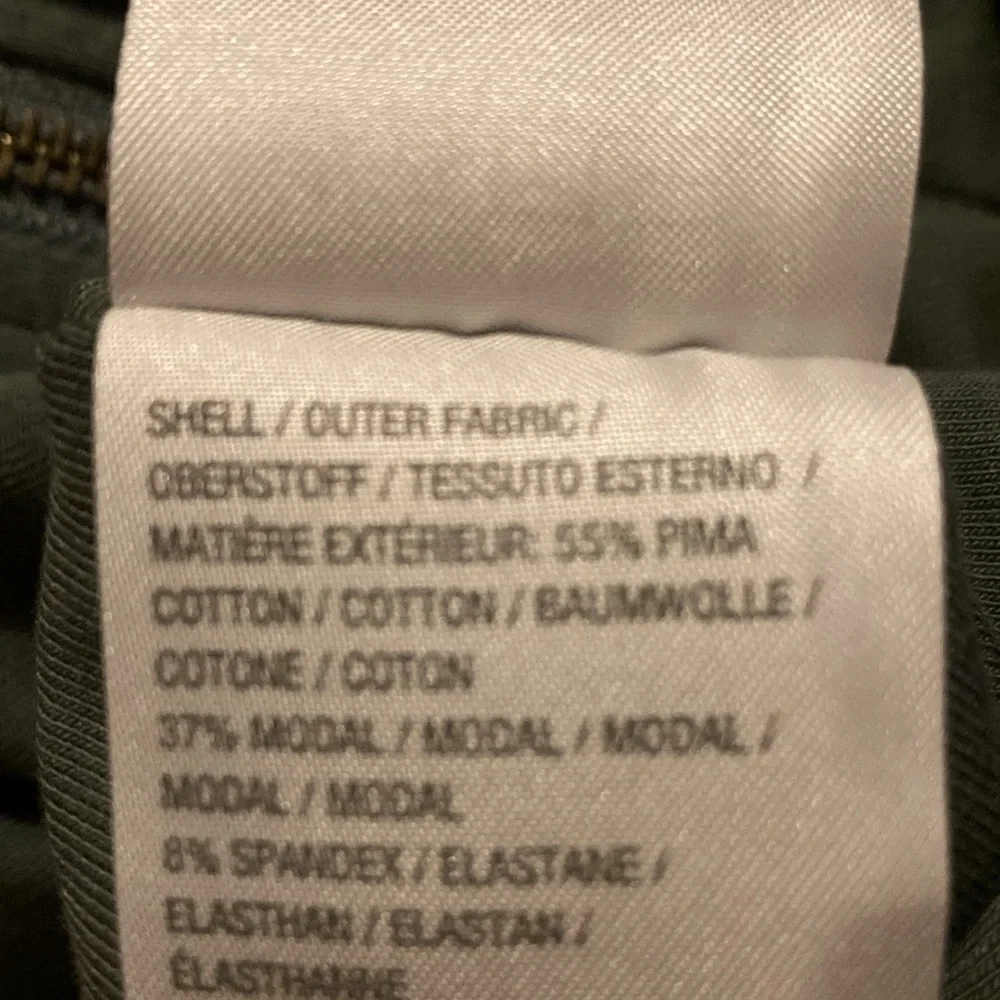 SHELL / OUTER FABRIC /
OBERSTOFF / TESSUTO ESTERNO /
MATIÈRE EXTÉRIEUR: 55% PIMA
COTTON / COTTON / BAUMWOLLE /
COTONE / COTON
37% MODAL / MODAL / MODAL /
MODAL / MODAL
8% SPANDEX / ELASTANE /
ELASTHAN / ELASTAN /
ÉLASTHANNE